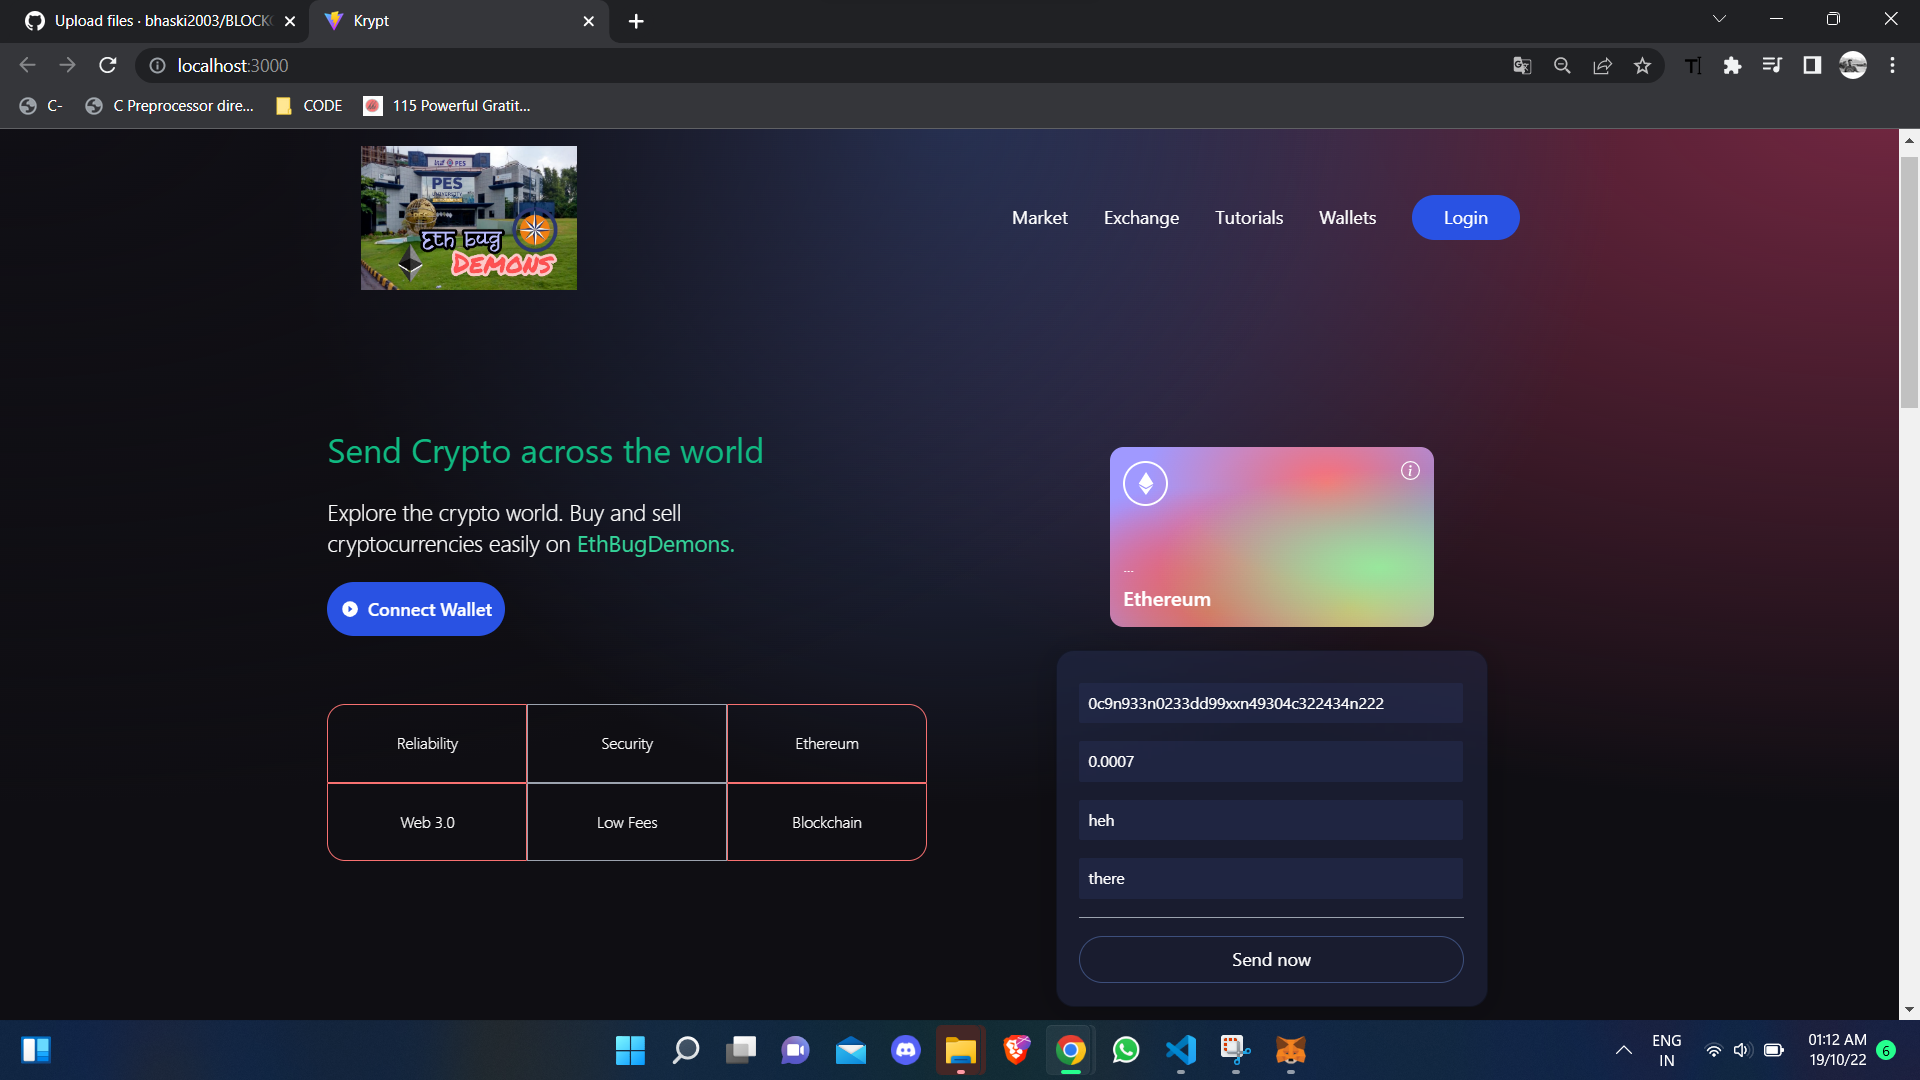 Upload files · bhaski2003/BLOCK
Krypt
localhost:3000
C-
C Preprocessor dire...
CODE
115 Powerful Gratit...
PES
PES
UNIVERSITY
Eth bug
DEMONS
Market
Exchange
Tutorials
Wallets
Login
Send Crypto across the world
Explore the crypto world. Buy and sell
cryptocurrencies easily on EthBugDemons.
Connect Wallet
Reliability
Security
Ethereum
Web 3.0
Low Fees
Blockchain
...
Ethereum
0c9n933n0233dd99xxn49304c322434n222
0.0007
heh
there
Send now
ENG
IN
01:12 AM
19/10/22
6